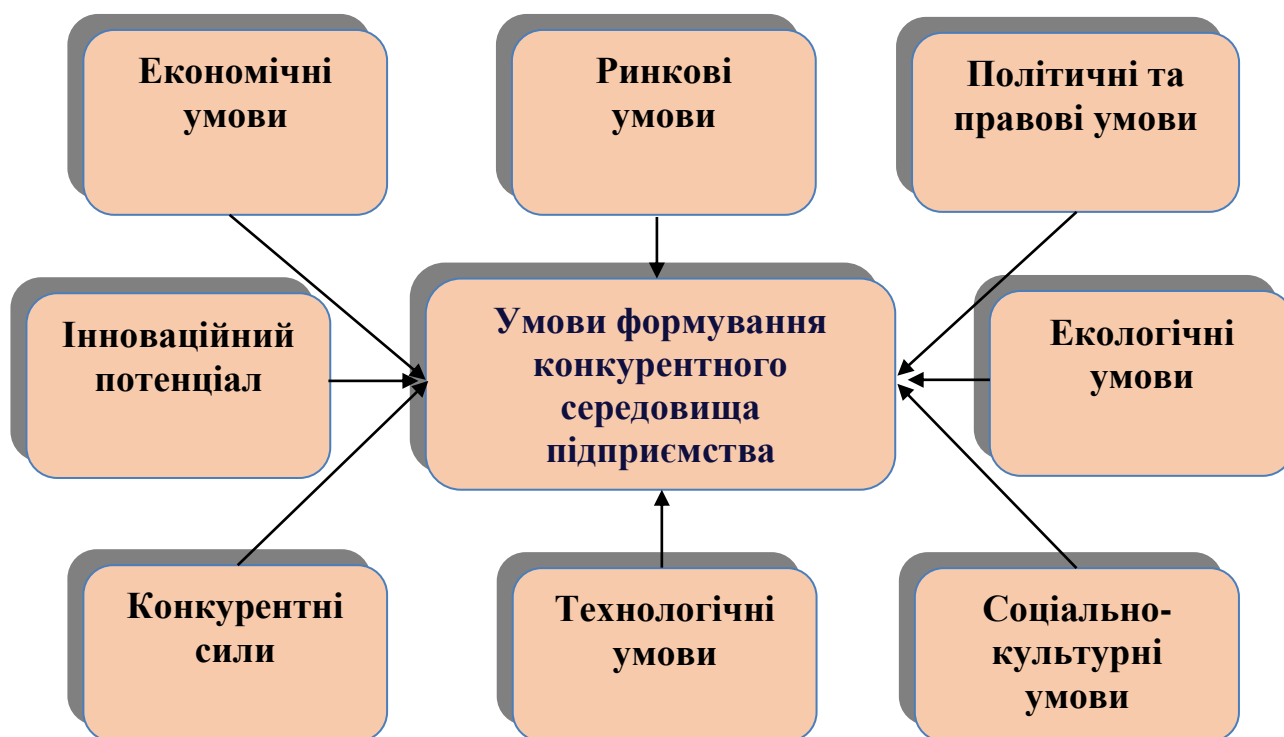 Економічні
умови
Ринкові
умови
Політичні та
правові умови
Інноваційний
потенціал
Умови формування
конкурентного
середовища
підприємства
Екологічні
умови
Конкурентні
сили
Технологічні
умови
Соціально-
культурні
умови